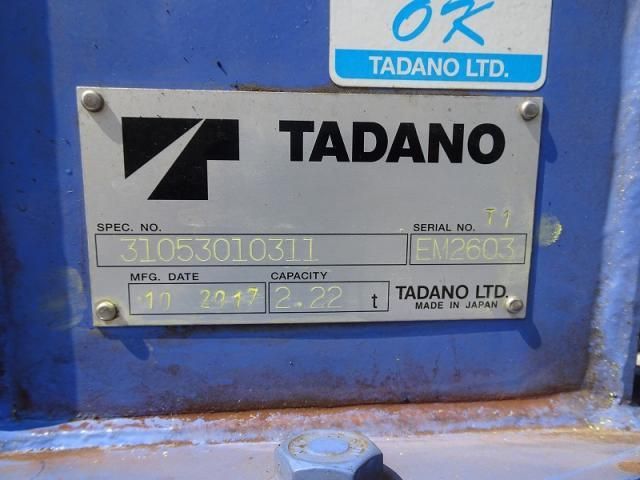 OK
TADANO LTD.
TADANO
T1
SPEC. NO. SERIAL NO.
31053010311 EM2603
MFG. DATE CAPACITY
10 2017 2.22 t TADANO LTD.
MADE IN JAPAN